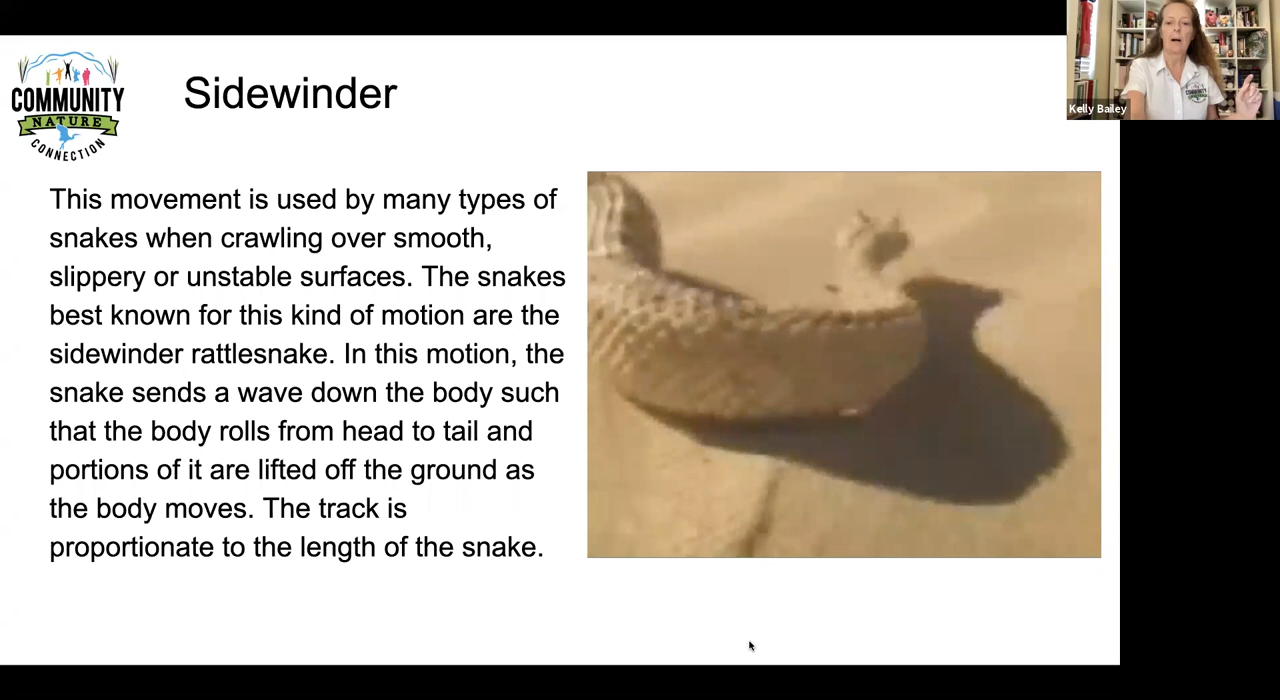 COMMUNITY
NATURE
CONNECTION
Sidewinder
Kelly Bailey
This movement is used by many types of
snakes when crawling over smooth,
slippery or unstable surfaces. The snakes
best known for this kind of motion are the
sidewinder rattlesnake. In this motion, the
snake sends a wave down the body such
that the body rolls from head to tail and
portions of it are lifted off the ground as
the body moves. The track is
proportionate to the length of the snake.